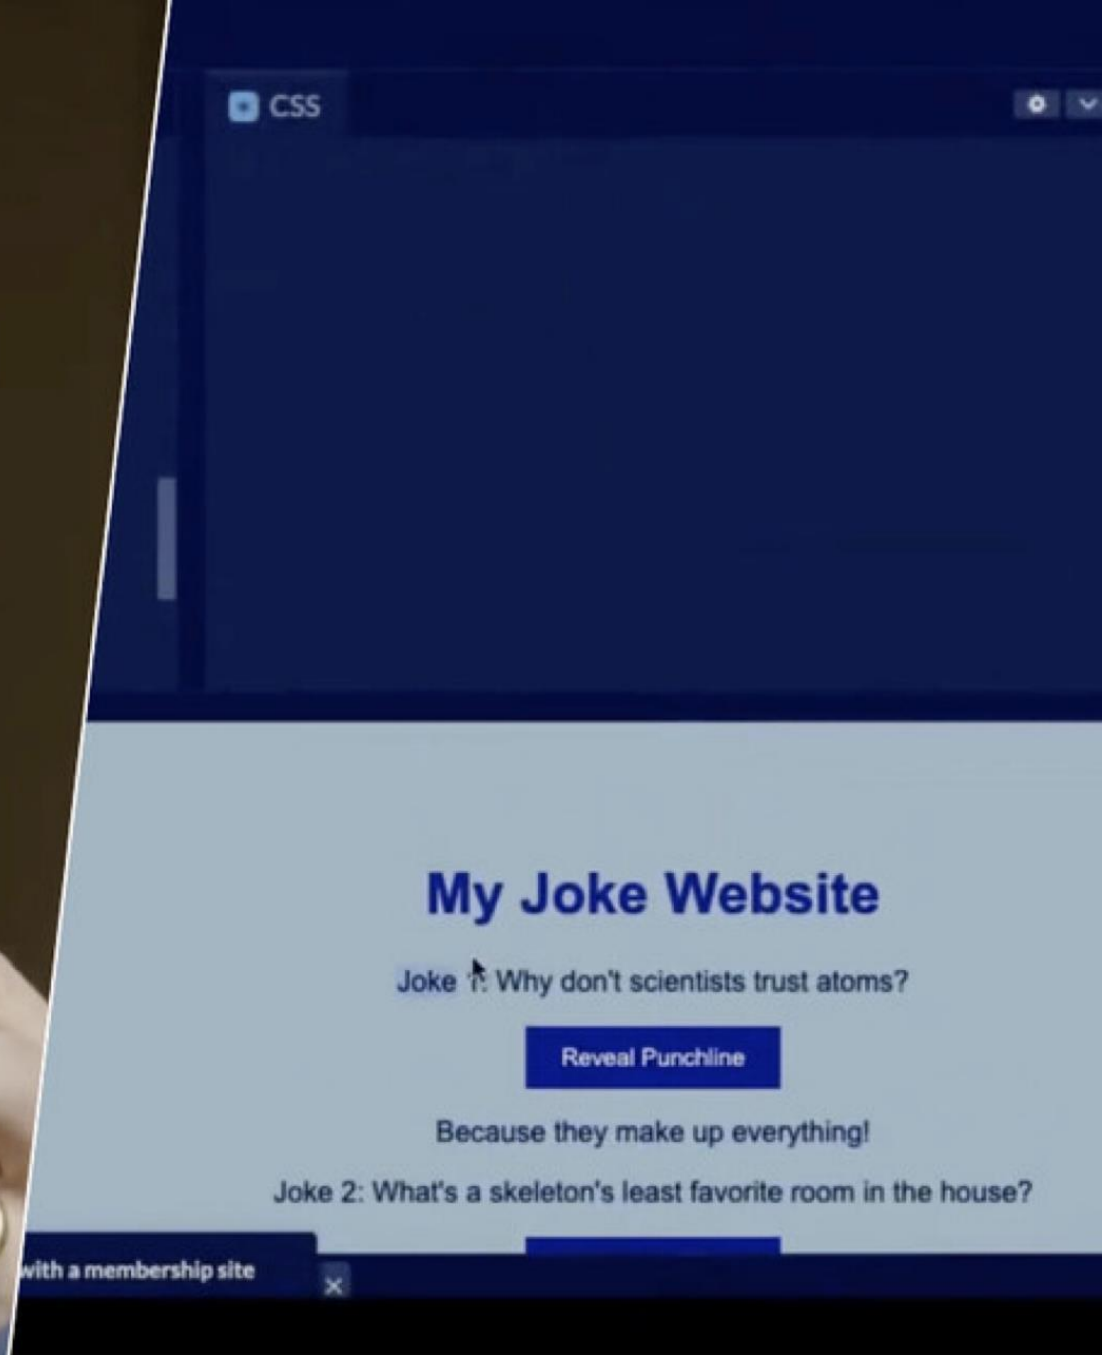 CSS
My Joke Website
Joke 1: Why don't scientists trust atoms?
Reveal Punchline
Because they make up everything!
Joke 2: What's a skeleton's least favorite room in the house?
with a membership site